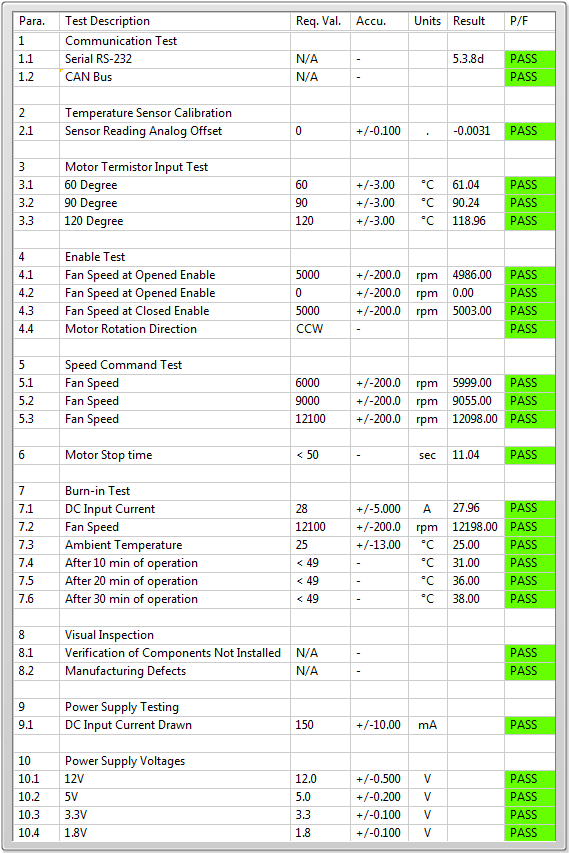 Para. Test Description Req. Val. Accu. Units Result P/F
1 Communication Test
1.1 Serial RS-232 N/A - 5.3.8d PASS
1.2 CAN Bus N/A - PASS
2 Temperature Sensor Calibration
2.1 Sensor Reading Analog Offset 0 +/-0.100 . -0.0031 PASS
3 Motor Termistor Input Test
3.1 60 Degree 60 +/-3.00 °C 61.04 PASS
3.2 90 Degree 90 +/-3.00 °C 90.24 PASS
3.3 120 Degree 120 +/-3.00 °C 118.96 PASS
4 Enable Test
4.1 Fan Speed at Opened Enable 5000 +/-200.0 rpm 4986.00 PASS
4.2 Fan Speed at Opened Enable 0 +/-200.0 rpm 0.00 PASS
4.3 Fan Speed at Closed Enable 5000 +/-200.0 rpm 5003.00 PASS
4.4 Motor Rotation Direction CCW - PASS
5 Speed Command Test
5.1 Fan Speed 6000 +/-200.0 rpm 5999.00 PASS
5.2 Fan Speed 9000 +/-200.0 rpm 9055.00 PASS
5.3 Fan Speed 12100 +/-200.0 rpm 12098.00 PASS
6 Motor Stop time < 50 - sec 11.04 PASS
7 Burn-in Test
7.1 DC Input Current 28 +/-5.000 A 27.96 PASS
7.2 Fan Speed 12100 +/-200.0 rpm 12198.00 PASS
7.3 Ambient Temperature 25 +/-13.00 °C 25.00 PASS
7.4 After 10 min of operation < 49 - °C 31.00 PASS
7.5 After 20 min of operation < 49 - °C 36.00 PASS
7.6 After 30 min of operation < 49 - °C 38.00 PASS
8 Visual Inspection
8.1 Verification of Components Not Installed N/A - PASS
8.2 Manufacturing Defects N/A - PASS
9 Power Supply Testing
9.1 DC Input Current Drawn 150 +/-10.00 mA PASS
10 Power Supply Voltages
10.1 12V 12.0 +/-0.500 V PASS
10.2 5V 5.0 +/-0.200 V PASS
10.3 3.3V 3.3 +/-0.100 V PASS
10.4 1.8V 1.8 +/-0.100 V PASS